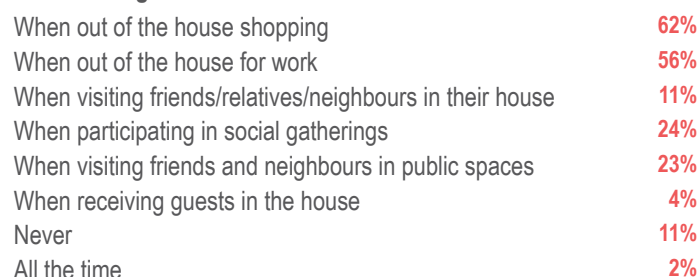 When out of the house shopping 62%
When out of the house for work 56%
When visiting friends/relatives/neighbours in their house 11%
When participating in social gatherings 24%
When visiting friends and neighbours in public spaces 23%
When receiving guests in the house 4%
Never 11%
All the time 2%